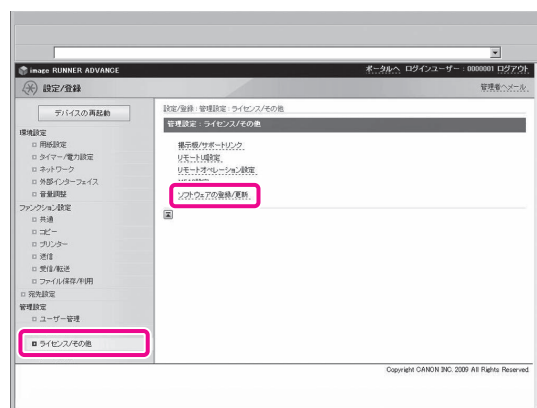 image RUNNER ADVANCE
ポータルへ ログインユーザー : 0000001 ログアウト
設定/登録
管理者へメール
デバイスの再起動
環境設定
用紙設定
タイマー/電力設定
ネットワーク
外部インターフェイス
音量調整
ファンクション設定
共通
コピー
プリンター
送信
受信/転送
ファイル保存/利用
宛先設定
管理設定
ユーザー管理
ライセンス/その他
設定/登録 : 管理設定 : ライセンス/その他
管理設定 : ライセンス/その他
掲示板/サポートリンク
リモートUI設定
リモートオペレーション設定
ソフトウェアの登録/更新
Copyright CANON INC. 2009 All Rights Reserved